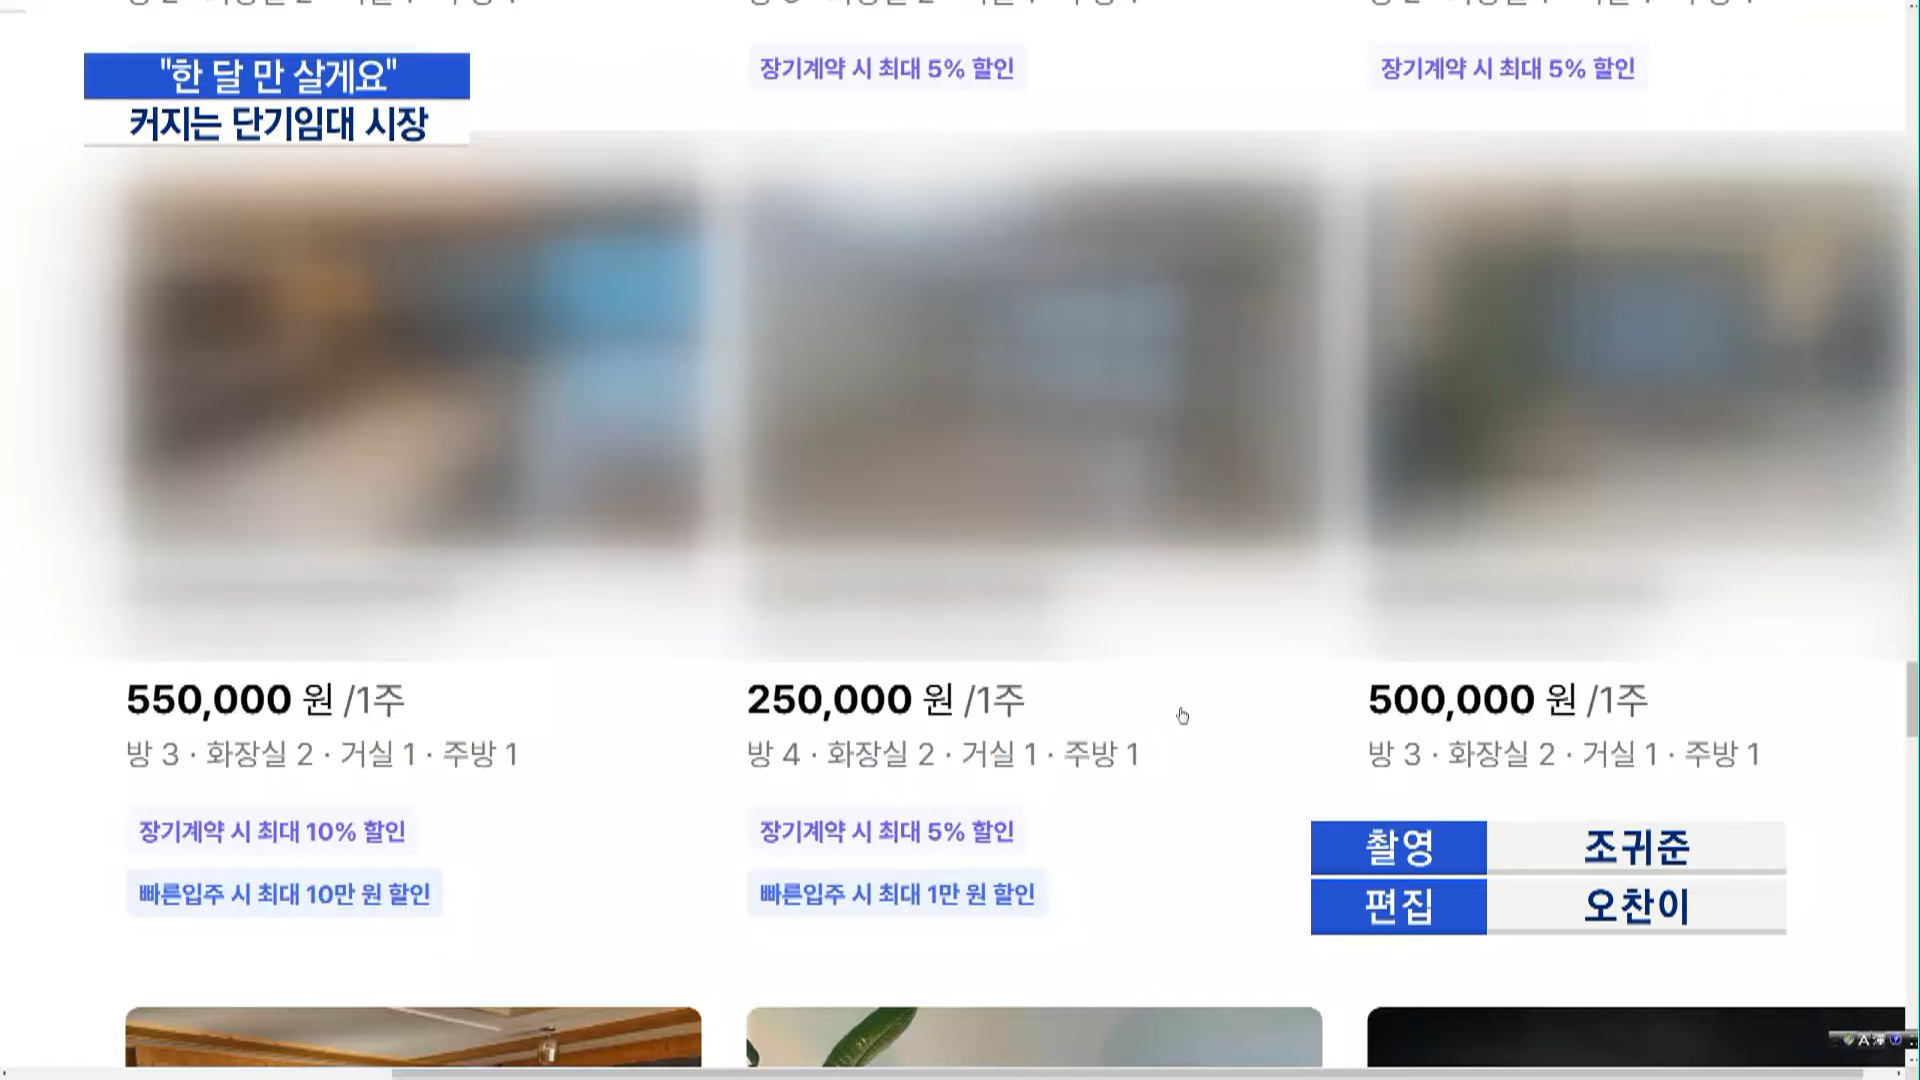 "한 달 만 살게요"
커지는 단기임대 시장
장기계약 시 최대 5% 할인
장기계약 시 최대 5% 할인
550,000 원 /1주
방 3 · 화장실 2 · 거실 1 · 주방 1
장기계약 시 최대 10% 할인
빠른입주 시 최대 10만 원 할인
250,000 원 /1주
방 4 · 화장실 2 · 거실 1 · 주방 1
장기계약 시 최대 5% 할인
빠른입주 시 최대 1만 원 할인
500,000 원 /1주
방 3 · 화장실 2 · 거실 1 · 주방 1
촬영 조귀준
편집 오찬이